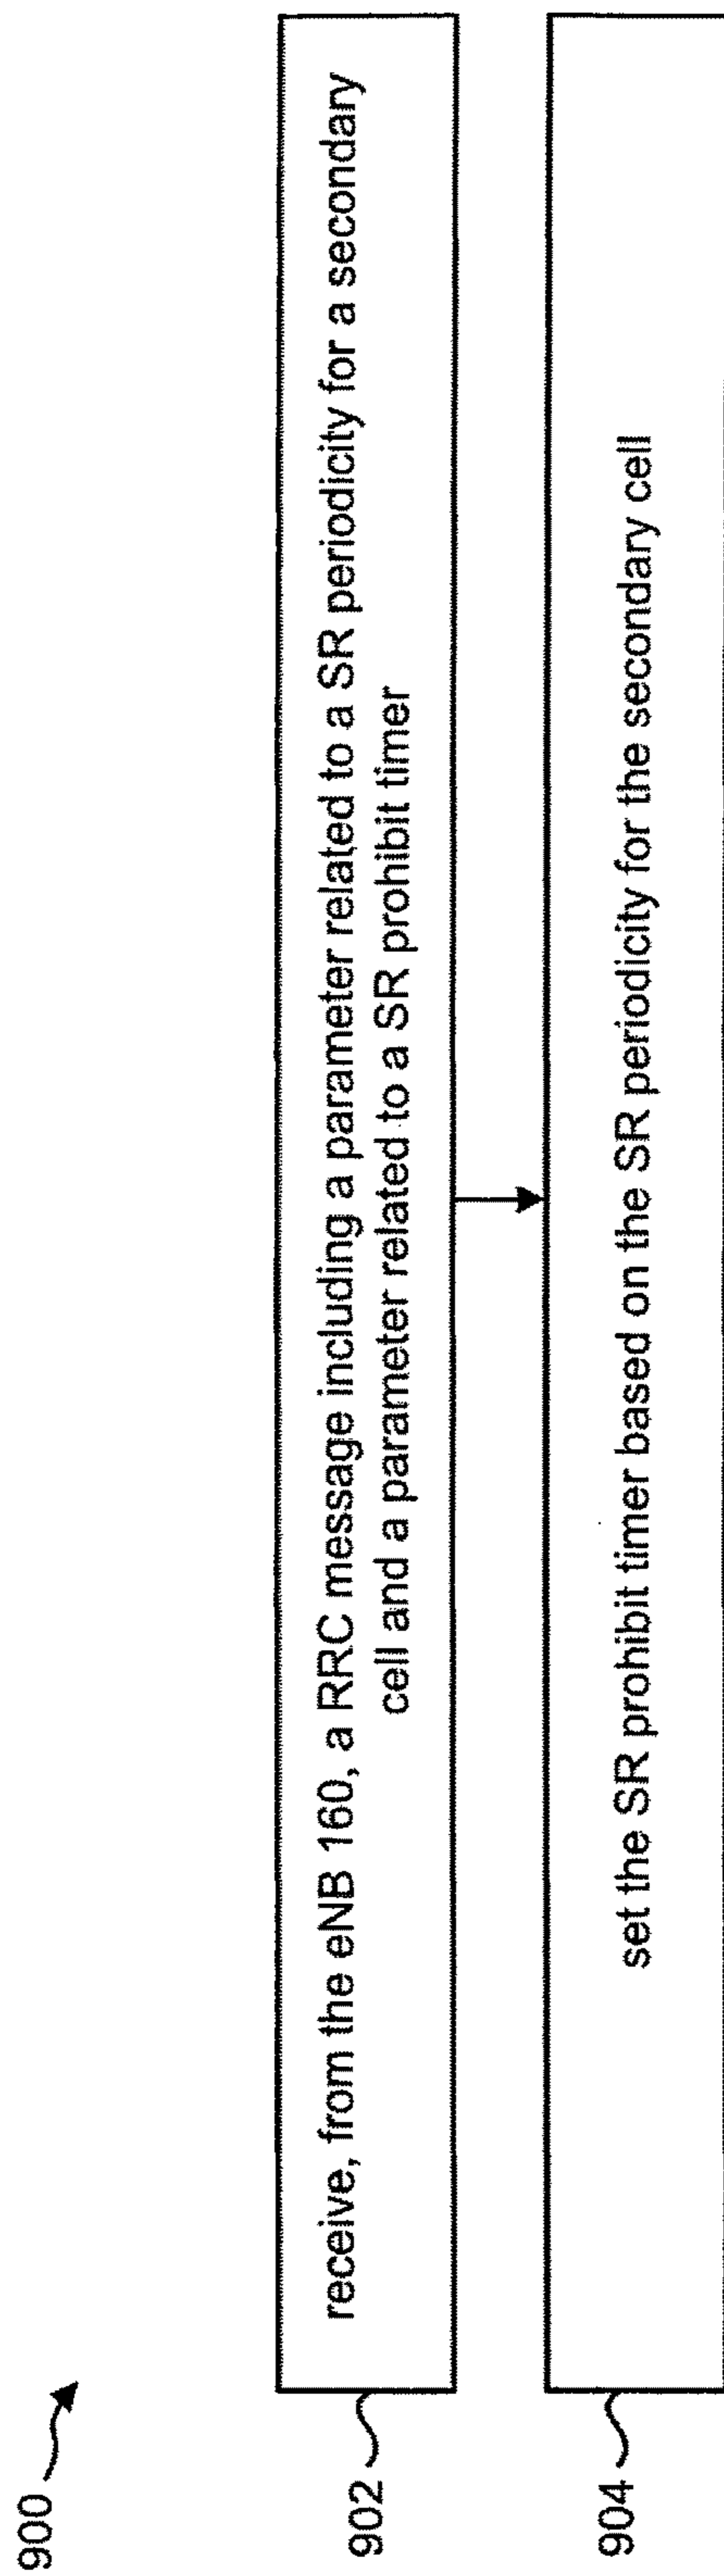 900
902
receive, from the eNB 160, a RRC message including a parameter related to a SR periodicity for a secondary
cell and a parameter related to a SR prohibit timer
904
set the SR prohibit timer based on the SR periodicity for the secondary cell